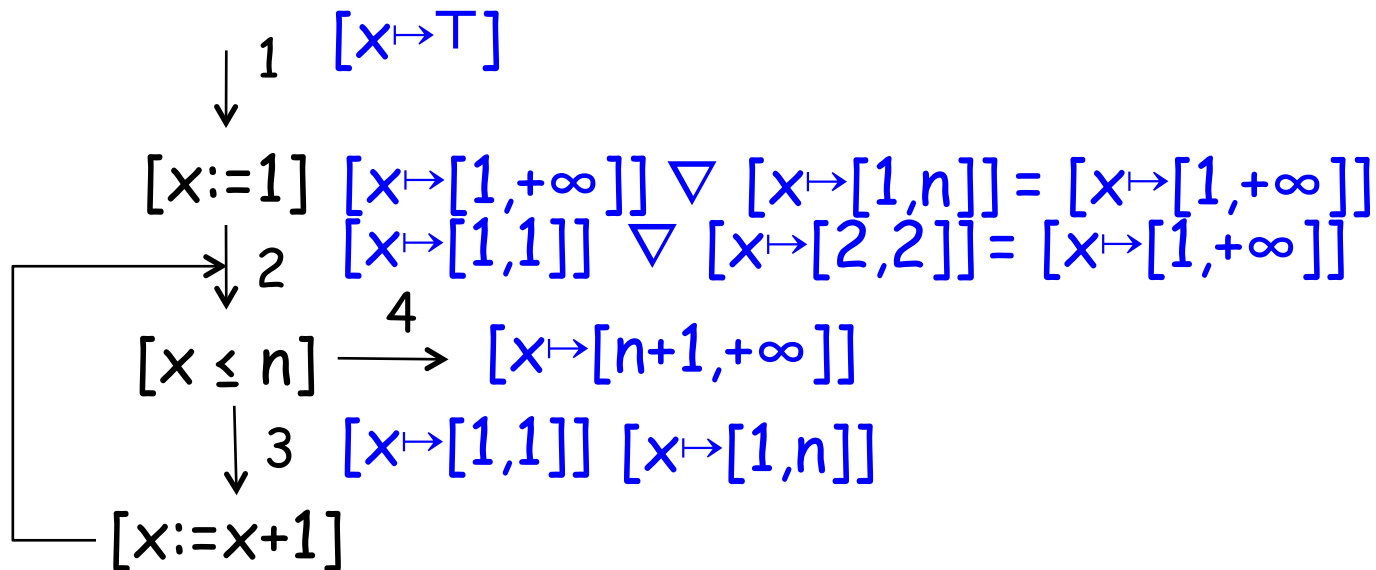 1 [x↦⊤]
[x:=1] [x↦[1,+∞]] ▽ [x↦[1,n]] = [x↦[1,+∞]]
[x↦[1,1]] ▽ [x↦[2,2]] = [x↦[1,+∞]]
2
4
[x ≤ n] [x↦[n+1,+∞]]
3 [x↦[1,1]] [x↦[1,n]]
[x:=x+1]